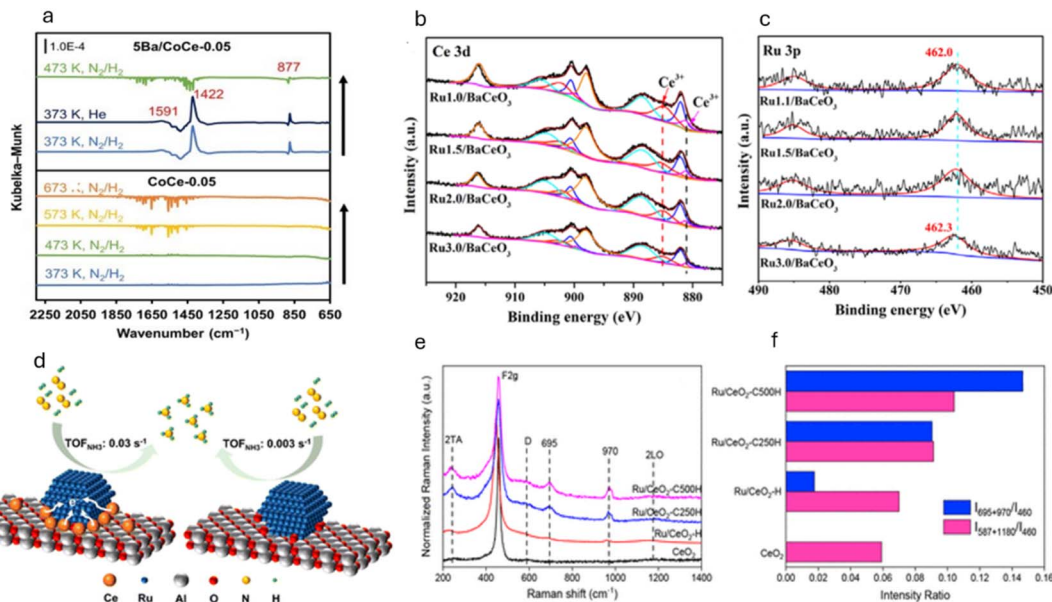 a
1.0E-4
5Ba/CoCe-0.05
473 K, N₂/H₂
877
1422
1591
373 K, He
373 K, N₂/H₂
673 K, N₂/H₂
CoCe-0.05
573 K, N₂/H₂
473 K, N₂/H₂
373 K, N₂/H₂
Kubelka–Munk
2250 2050 1850 1650 1450 1250 1050 850 650
Wavenumber (cm⁻¹)
b
Ce 3d
Ce³⁺
Ce³⁺
Ru1.0/BaCeO₃
Ru1.5/BaCeO₃
Ru2.0/BaCeO₃
Ru3.0/BaCeO₃
Intensity (a.u.)
920 910 900 890 880
Binding energy (eV)
c
Ru 3p
462.0
Ru1.1/BaCeO₃
Ru1.5/BaCeO₃
Ru2.0/BaCeO₃
462.3
Ru3.0/BaCeO₃
Intensity (a.u.)
490 480 470 460 450
Binding energy (eV)
d
TOF_NH3: 0.03 s⁻¹
TOF_NH3: 0.003 s⁻¹
Ce Ru Al O N H
e
F2g
2TA
D
695
970
2LO
Ru/CeO₂-C500H
Ru/CeO₂-C250H
Ru/CeO₂-H
CeO₂
Normalized Raman Intensity (a.u.)
200 400 600 800 1000 1200 1400
Raman shift (cm⁻¹)
f
Ru/CeO₂-C500H
Ru/CeO₂-C250H
Ru/CeO₂-H
CeO₂
I₆₉₅₊₉₇₀/I₄₆₀
I₅₈₇₊₁₁₈₀/I₄₆₀
0.00 0.02 0.04 0.06 0.08 0.10 0.12 0.14 0.16
Intensity Ratio